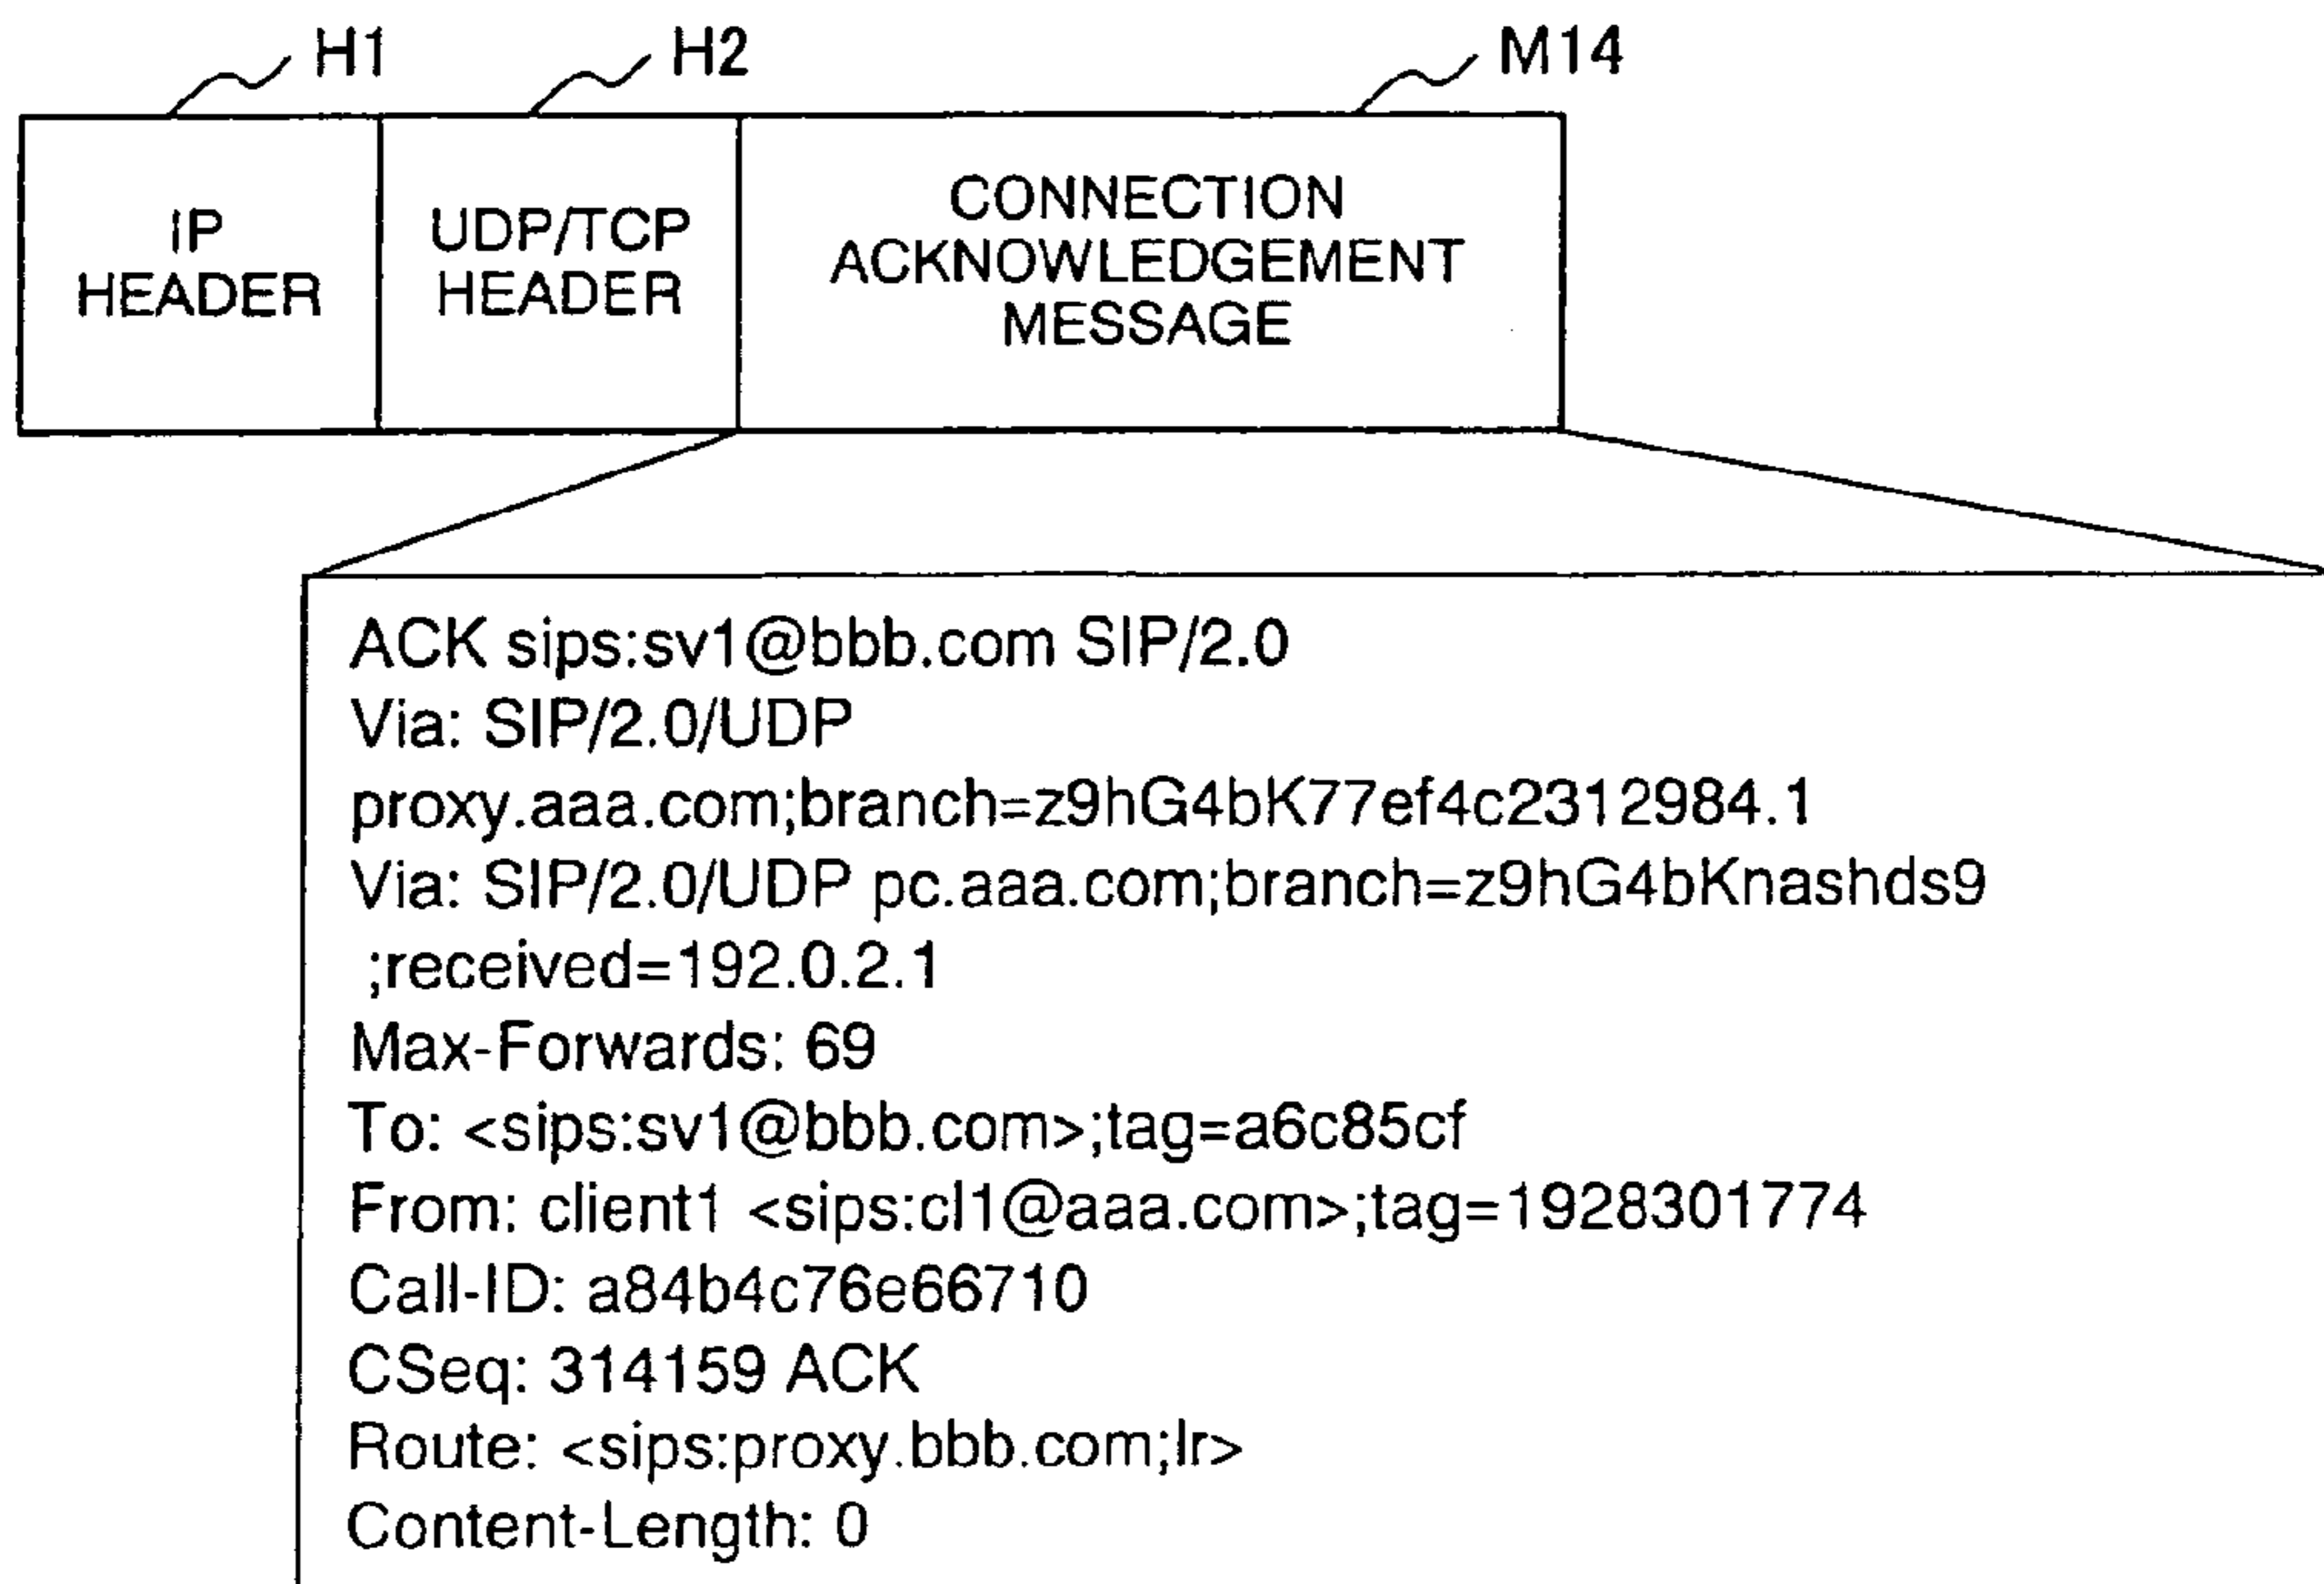 H1
H2
M14
IP
HEADER
UDP/TCP
HEADER
CONNECTION
ACKNOWLEDGEMENT
MESSAGE
ACK sips:sv1@bbb.com SIP/2.0
Via: SIP/2.0/UDP
proxy.aaa.com;branch=z9hG4bK77ef4c2312984.1
Via: SIP/2.0/UDP pc.aaa.com;branch=z9hG4bKnashds9
;received=192.0.2.1
Max-Forwards: 69
To: <sips:sv1@bbb.com>;tag=a6c85cf
From: client1 <sips:cl1@aaa.com>;tag=1928301774
Call-ID: a84b4c76e66710
CSeq: 314159 ACK
Route: <sips:proxy.bbb.com;lr>
Content-Length: 0